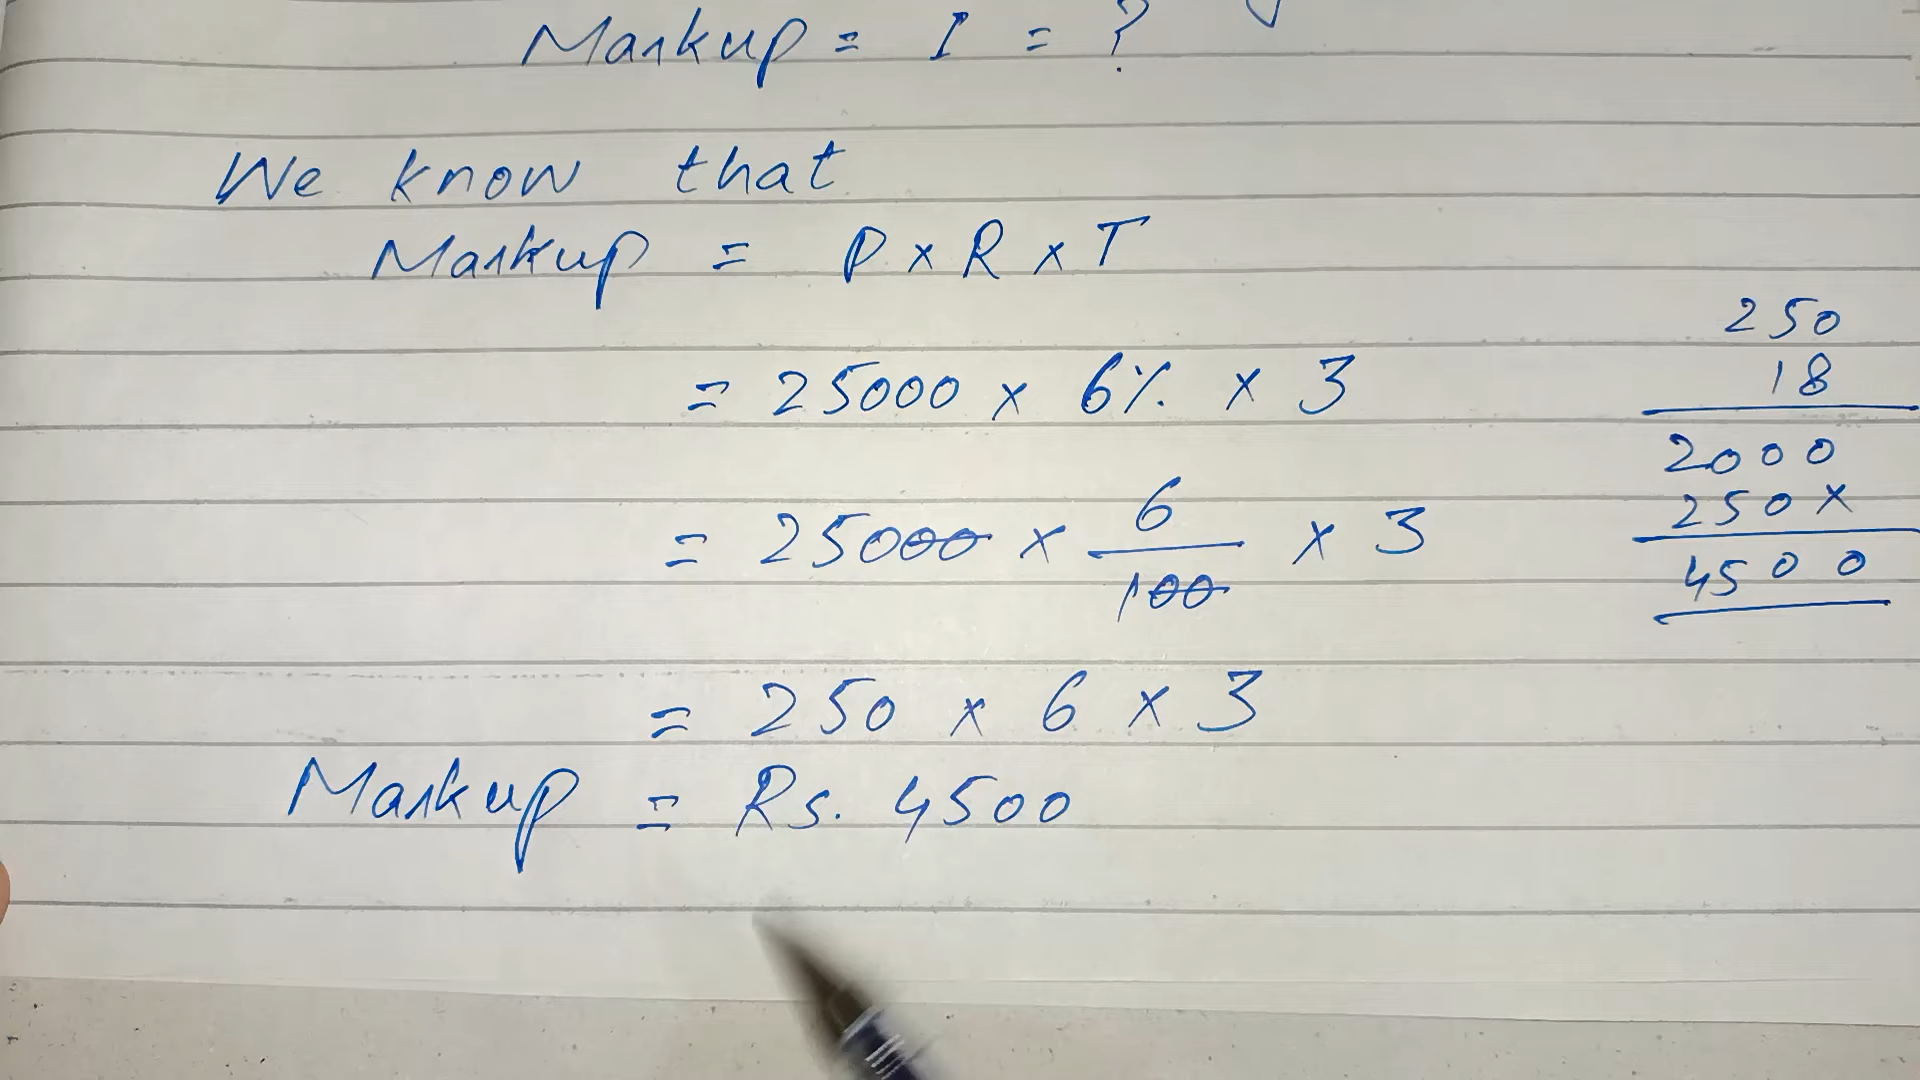 Markup = I = ?
We know that
Markup = P × R × T
= 25000 × 6% × 3
= 25000 × 6/100 × 3
= 250 × 6 × 3
Markup = Rs. 4500
250
18
2000
250×
4500